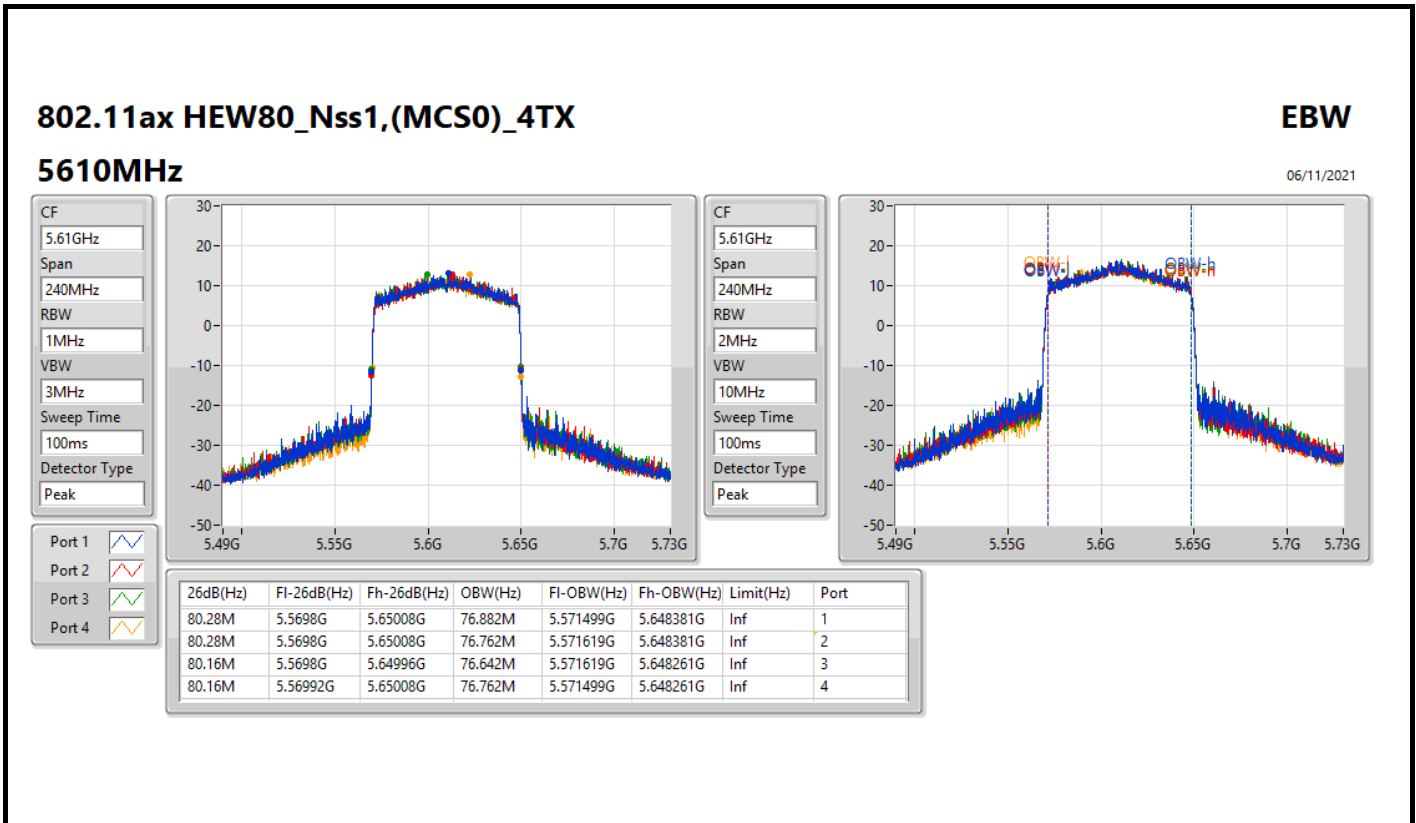 802.11ax HEW80_Nss1,(MCS0)_4TX
EBW
5610MHz
06/11/2021
CF
5.61GHz
Span
240MHz
RBW
1MHz
VBW
3MHz
Sweep Time
100ms
Detector Type
Peak
30
20
10
0
-10
-20
-30
-40
-50
5.49G 5.55G 5.6G 5.65G 5.7G 5.73G
CF
5.61GHz
Span
240MHz
RBW
2MHz
VBW
10MHz
Sweep Time
100ms
Detector Type
Peak
30
20
10
0
-10
-20
-30
-40
-50
OBW-l OBW-h
5.49G 5.55G 5.6G 5.65G 5.7G 5.73G
Port 1
Port 2
Port 3
Port 4
26dB(Hz) Fl-26dB(Hz) Fh-26dB(Hz) OBW(Hz) Fl-OBW(Hz) Fh-OBW(Hz) Limit(Hz) Port
80.28M 5.5698G 5.65008G 76.882M 5.571499G 5.648381G Inf 1
80.28M 5.5698G 5.65008G 76.762M 5.571619G 5.648381G Inf 2
80.16M 5.5698G 5.64996G 76.642M 5.571619G 5.648261G Inf 3
80.16M 5.56992G 5.65008G 76.762M 5.571499G 5.648261G Inf 4